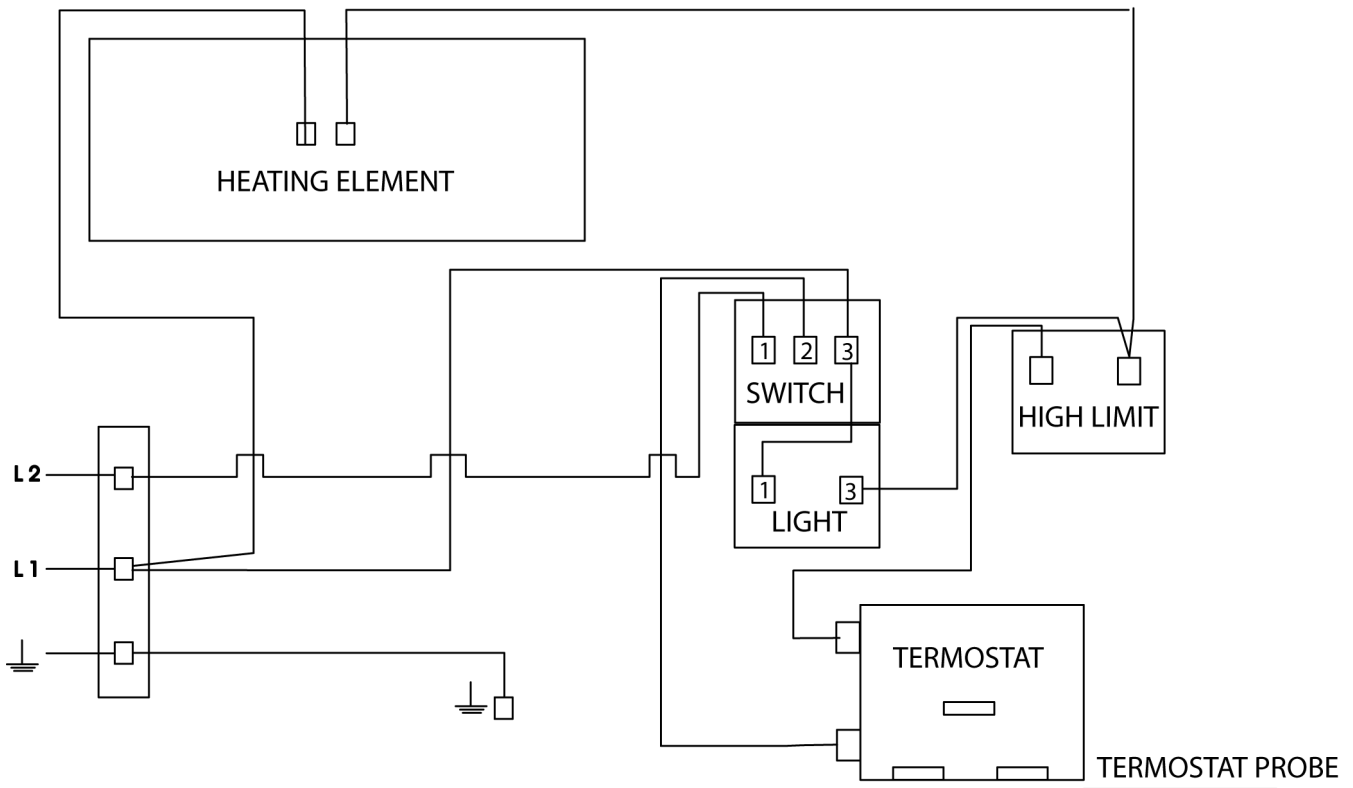 HEATING ELEMENT
1 2 3
SWITCH
HIGH LIMIT
L2
1 3
LIGHT
L1
TERMOSTAT
TERMOSTAT PROBE